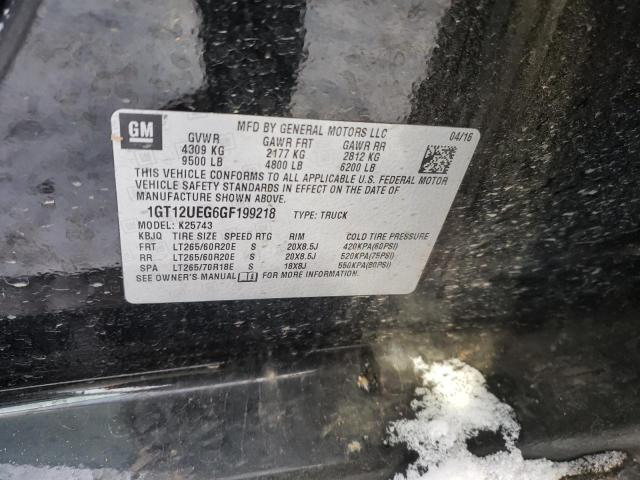 GM
MFD BY GENERAL MOTORS LLC 04/16
GVWR GAWR FRT GAWR RR
4309 KG 2177 KG 2812 KG
9500 LB 4800 LB 6200 LB
THIS VEHICLE CONFORMS TO ALL APPLICABLE U.S. FEDERAL MOTOR
VEHICLE SAFETY STANDARDS IN EFFECT ON THE DATE OF
MANUFACTURE SHOWN ABOVE.
1GT12UEG6GF199218 TYPE: TRUCK
MODEL: K25743
KBJQ TIRE SIZE SPEED RTG RIM COLD TIRE PRESSURE
FRT LT265/60R20E S 20X8.5J 420KPA(60PSI)
RR LT265/60R20E S 20X8.5J 520KPA(75PSI)
SPA LT265/70R18E S 18X8J 550KPA(80PSI)
SEE OWNER'S MANUAL